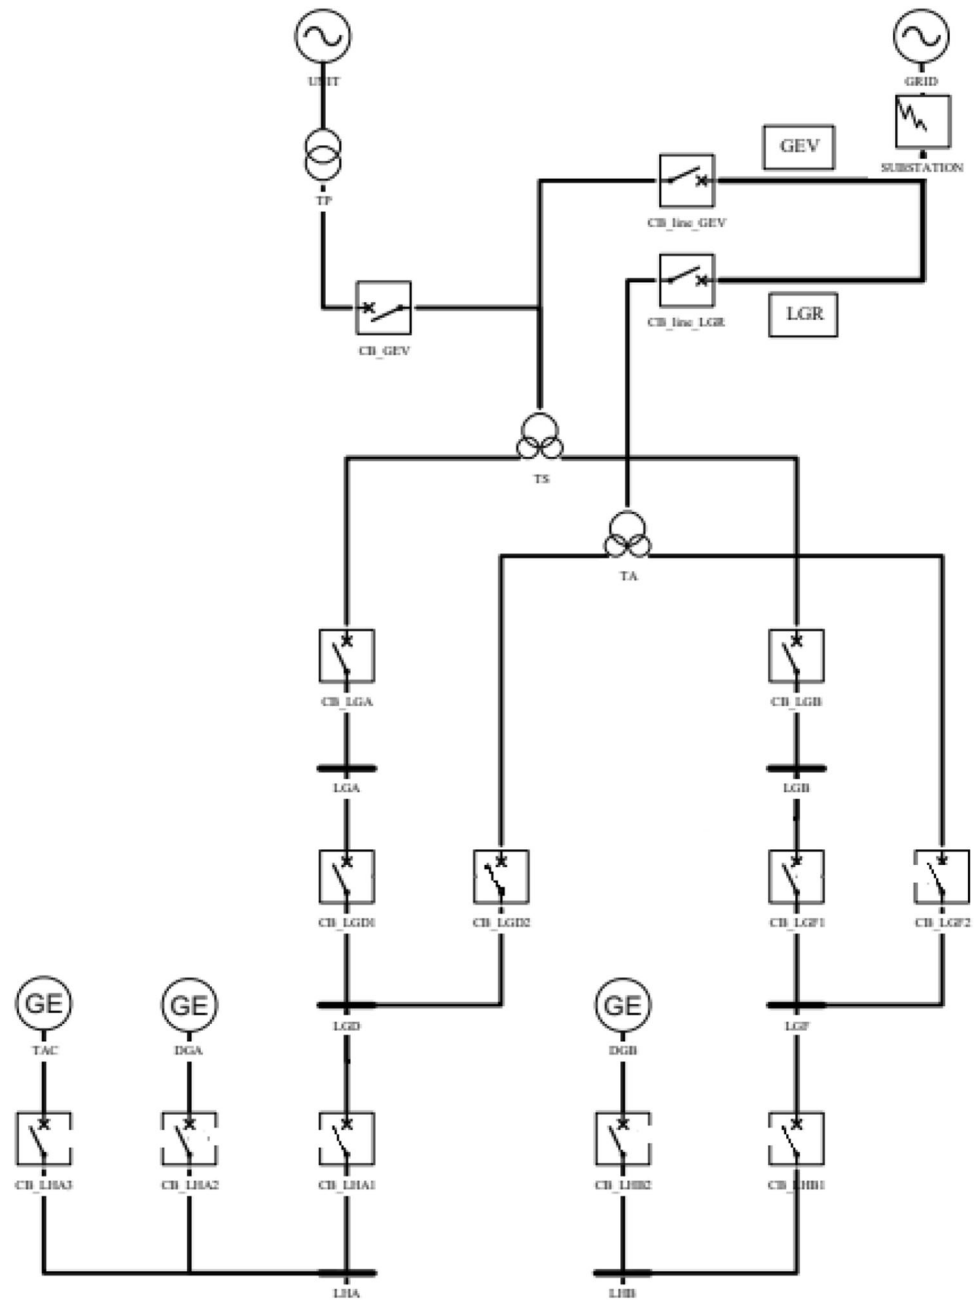 UNIT
GRID
SUBSTATION
GEV
TP
CB_line_GEV
LGR
CB_line_LGR
CB_GEV
TS
TA
CB_LGA
CB_LGB
LGA
LGB
CB_LGD1
CB_LGD2
CB_LGF1
CB_LGF2
GE
GE
GE
LGD
LGF
TAC
DGA
DGB
CB_LHA3
CB_LHA2
CB_LHA1
CB_LHB2
CB_LHB1
LHA
LHB